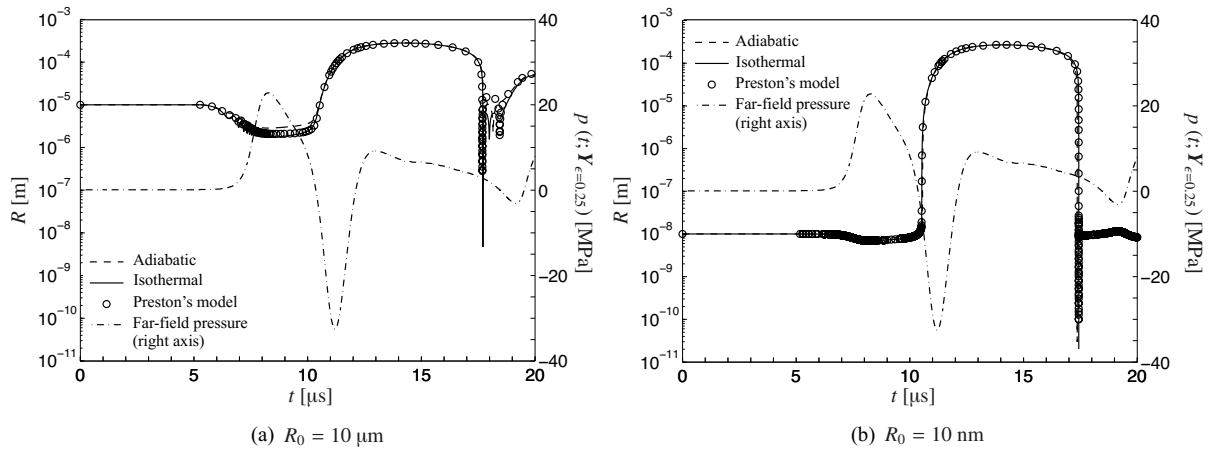 10⁻³
10⁻⁴
10⁻⁵
10⁻⁶
10⁻⁷
10⁻⁸
10⁻⁹
10⁻¹⁰
10⁻¹¹
R [m]
Adiabatic
Isothermal
Preston's model
Far-field pressure
(right axis)
0
5
10
15
20
t [μs]
40
20
0
−20
−40
p (t; Y_{ϵ=0.25}) [MPa]
(a) R₀ = 10 μm
10⁻³
10⁻⁴
10⁻⁵
10⁻⁶
10⁻⁷
10⁻⁸
10⁻⁹
10⁻¹⁰
10⁻¹¹
R [m]
Adiabatic
Isothermal
Preston's model
Far-field pressure
(right axis)
0
5
10
15
20
t [μs]
40
20
0
−20
−40
p (t; Y_{ϵ=0.25}) [MPa]
(b) R₀ = 10 nm